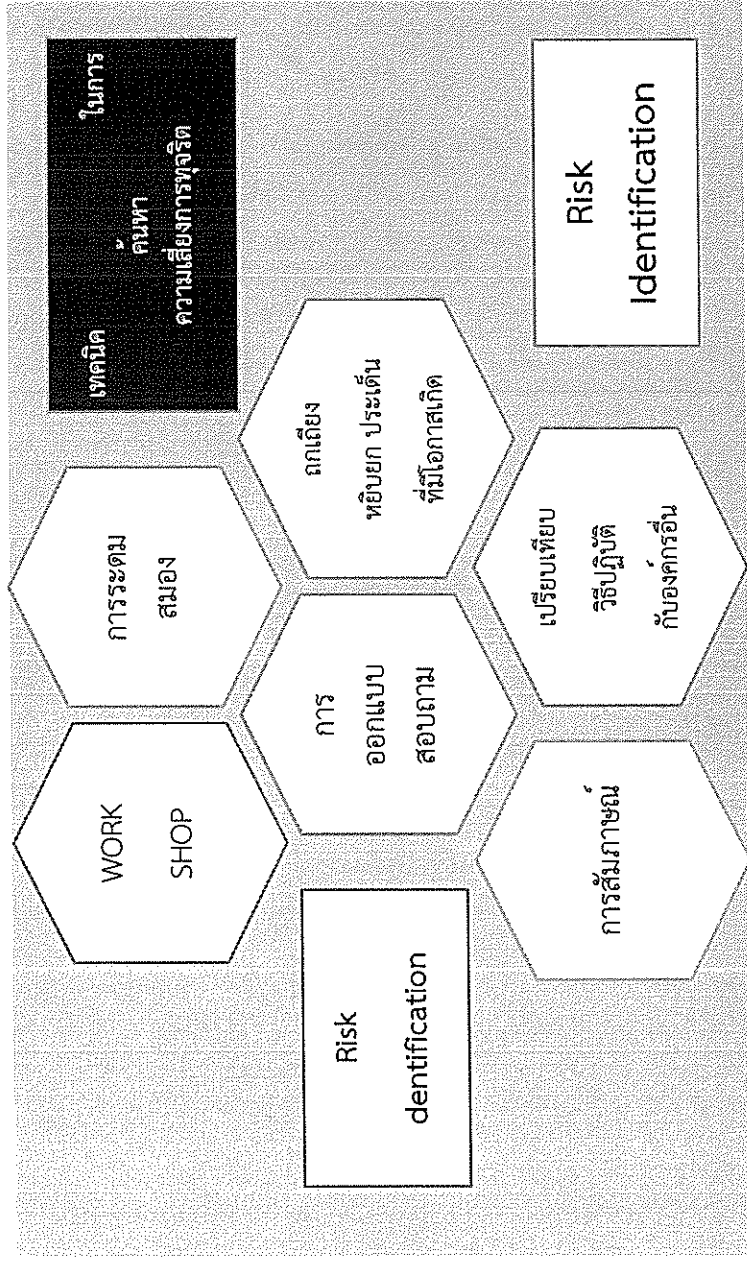 เทคนิค ในการ
ค้นหา
ความเสี่ยงการทุจริต
WORK
SHOP
การระดม
สมอง
Risk
dentification
การ
ออกแบบ
สอบถาม
ถกเถียง
หยิบยก ประเด็น
ที่มีโอกาสเกิด
การสัมภาษณ์
เปรียบเทียบ
วิธีปฏิบัติ
กับองค์กรอื่น
Risk
Identification